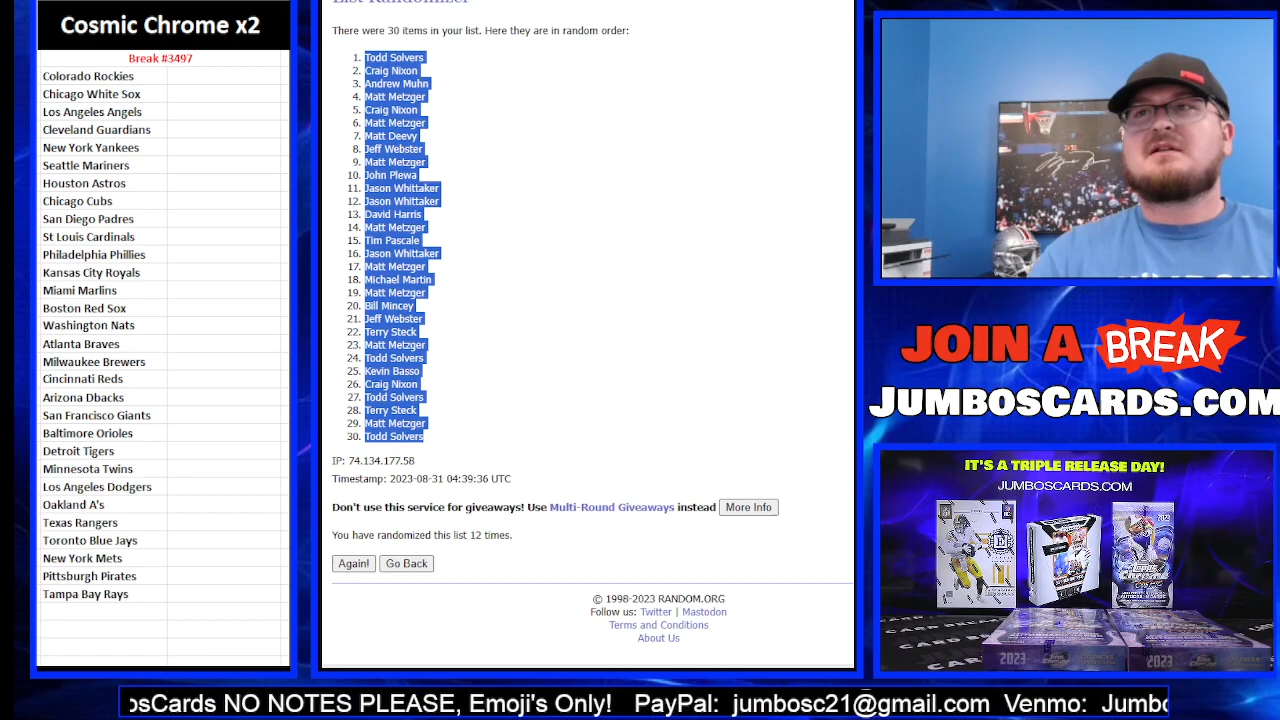 Cosmic Chrome x2
Break #3497
Colorado Rockies
Chicago White Sox
Los Angeles Angels
Cleveland Guardians
New York Yankees
Seattle Mariners
Houston Astros
Chicago Cubs
San Diego Padres
St Louis Cardinals
Philadelphia Phillies
Kansas City Royals
Miami Marlins
Boston Red Sox
Washington Nats
Atlanta Braves
Milwaukee Brewers
Cincinnati Reds
Arizona Dbacks
San Francisco Giants
Baltimore Orioles
Detroit Tigers
Minnesota Twins
Los Angeles Dodgers
Oakland A's
Texas Rangers
Toronto Blue Jays
New York Mets
Pittsburgh Pirates
Tampa Bay Rays
List Randomizer
There were 30 items in your list. Here they are in random order:
1. Todd Solvers
2. Craig Nixon
3. Andrew Muhn
4. Matt Metzger
5. Craig Nixon
6. Matt Metzger
7. Matt Deevy
8. Jeff Webster
9. Matt Metzger
10. John Plewa
11. Jason Whittaker
12. Jason Whittaker
13. David Harris
14. Matt Metzger
15. Tim Pascale
16. Jason Whittaker
17. Matt Metzger
18. Michael Martin
19. Matt Metzger
20. Bill Mincey
21. Jeff Webster
22. Terry Steck
23. Matt Metzger
24. Todd Solvers
25. Kevin Basso
26. Craig Nixon
27. Todd Solvers
28. Terry Steck
29. Matt Metzger
30. Todd Solvers
IP: 74.134.177.58
Timestamp: 2023-08-31 04:39:36 UTC
Don't use this service for giveaways! Use Multi-Round Giveaways instead More Info
You have randomized this list 12 times.
Again! Go Back
© 1998-2023 RANDOM.ORG
Follow us: Twitter | Mastodon
Terms and Conditions
About Us
JOIN A BREAK
JUMBOSCARDS.COM
IT'S A TRIPLE RELEASE DAY!
JUMBOSCARDS.COM
2023
2023
2023
osCards NO NOTES PLEASE, Emoji's Only! PayPal: jumbosc21@gmail.com Venmo: Jumbo